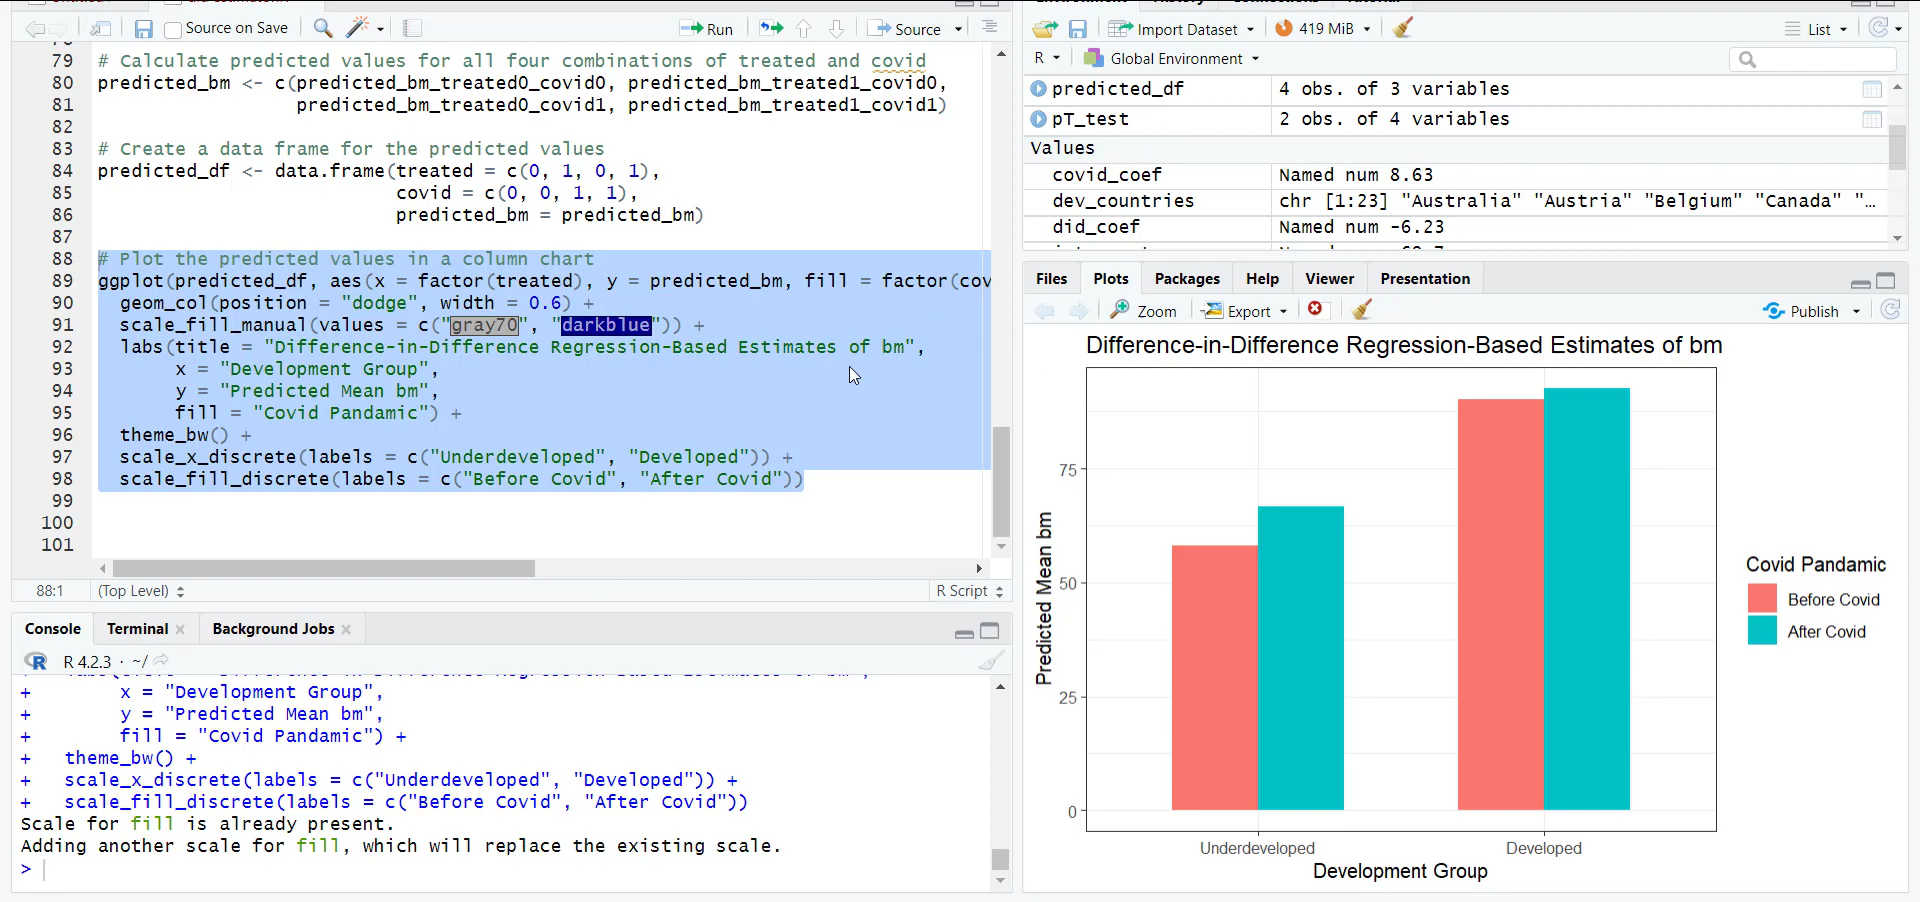 Source on Save
Run
Source
79 # Calculate predicted values for all four combinations of treated and covid
80 predicted_bm <- c(predicted_bm_treated0_covid0, predicted_bm_treated1_covid0,
81 predicted_bm_treated0_covid1, predicted_bm_treated1_covid1)
82
83 # Create a data frame for the predicted values
84 predicted_df <- data.frame(treated = c(0, 1, 0, 1),
85 covid = c(0, 0, 1, 1),
86 predicted_bm = predicted_bm)
87
88 # Plot the predicted values in a column chart
89 ggplot(predicted_df, aes(x = factor(treated), y = predicted_bm, fill = factor(cov
90 geom_col(position = "dodge", width = 0.6) +
91 scale_fill_manual(values = c("gray70", "darkblue")) +
92 labs(title = "Difference-in-Difference Regression-Based Estimates of bm",
93 x = "Development Group",
94 y = "Predicted Mean bm",
95 fill = "Covid Pandamic") +
96 theme_bw() +
97 scale_x_discrete(labels = c("Underdeveloped", "Developed")) +
98 scale_fill_discrete(labels = c("Before Covid", "After Covid"))
99
100
101
88:1 (Top Level) R Script
Console Terminal Background Jobs
R 4.2.3 · ~/
+ x = "Development Group",
+ y = "Predicted Mean bm",
+ fill = "Covid Pandamic") +
+ theme_bw() +
+ scale_x_discrete(labels = c("Underdeveloped", "Developed")) +
+ scale_fill_discrete(labels = c("Before Covid", "After Covid"))
Scale for fill is already present.
Adding another scale for fill, which will replace the existing scale.
>
Import Dataset 419 MiB List
R Global Environment
predicted_df 4 obs. of 3 variables
pT_test 2 obs. of 4 variables
Values
covid_coef Named num 8.63
dev_countries chr [1:23] "Australia" "Austria" "Belgium" "Canada" "…
did_coef Named num -6.23
Files Plots Packages Help Viewer Presentation
Zoom Export Publish
Difference-in-Difference Regression-Based Estimates of bm
75
50
25
0
Predicted Mean bm
Underdeveloped Developed
Development Group
Covid Pandamic
Before Covid
After Covid